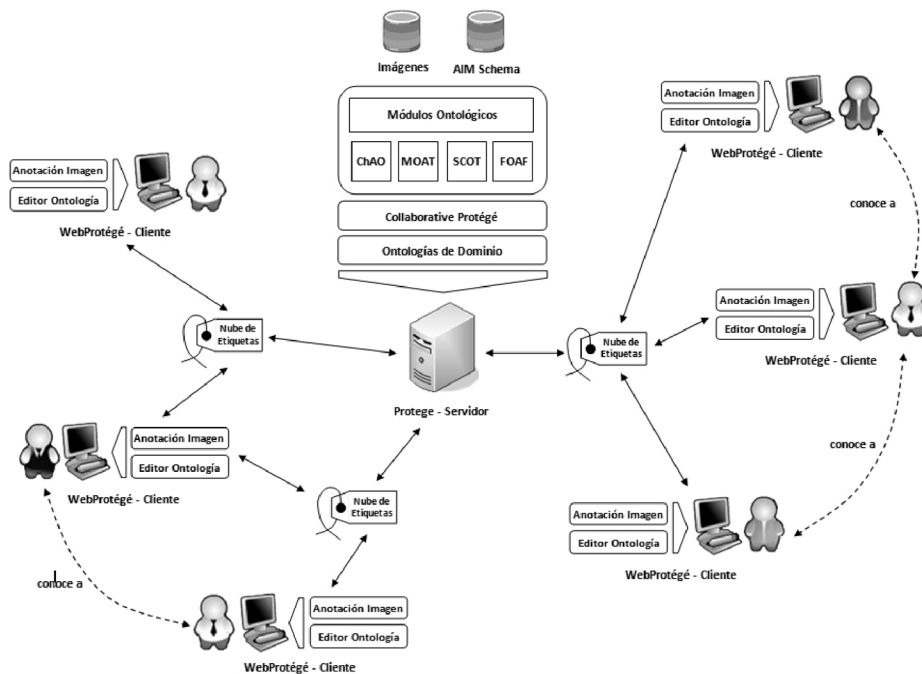 Imágenes
AIM Schema
Módulos Ontológicos
ChAO
MOAT
SCOT
FOAF
Collaborative Protégé
Ontologías de Dominio
Anotación Imagen
Editor Ontología
WebProtégé - Cliente
Anotación Imagen
Editor Ontología
WebProtégé - Cliente
conoce a
Anotación Imagen
Editor Ontología
WebProtégé - Cliente
Nube de
Etiquetas
Protege - Servidor
Nube de
Etiquetas
Anotación Imagen
Editor Ontología
WebProtégé - Cliente
conoce a
Nube de
Etiquetas
Anotación Imagen
Editor Ontología
WebProtégé - Cliente
conoce a
Anotación Imagen
Editor Ontología
WebProtégé - Cliente